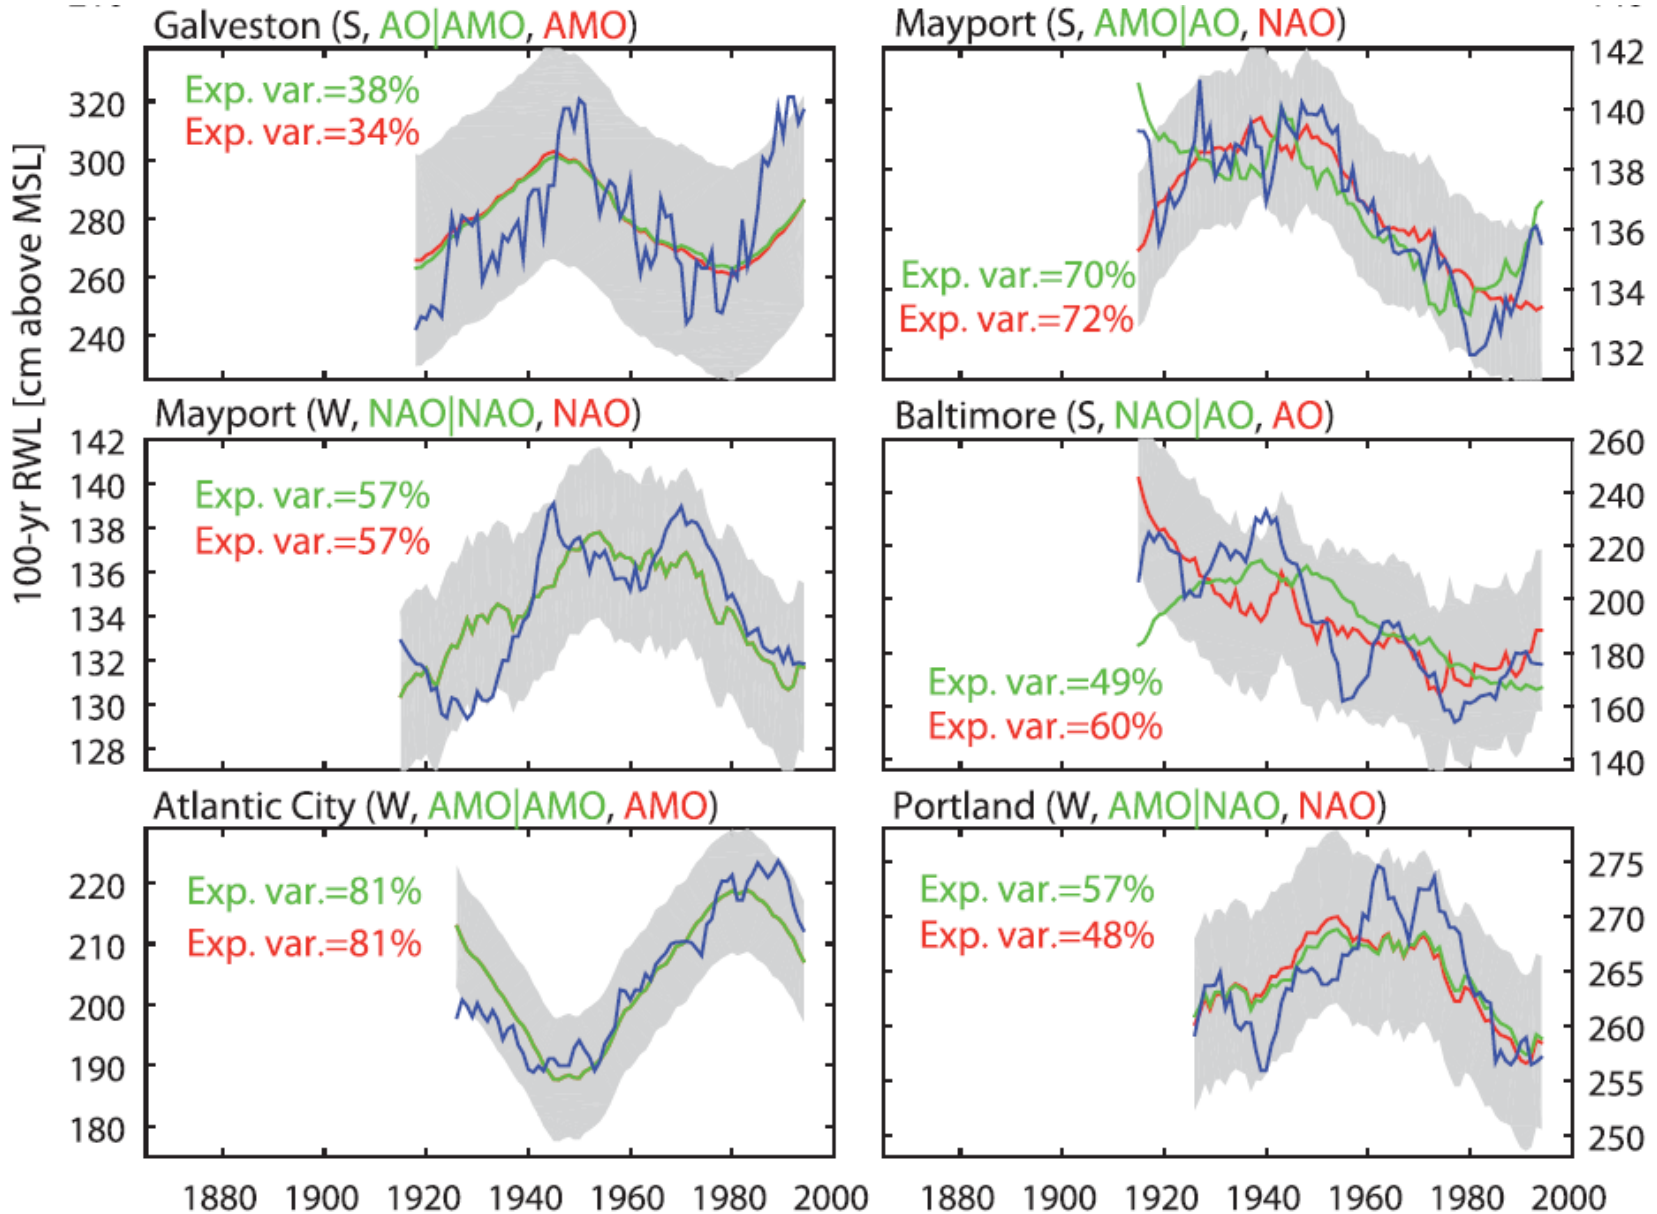 Galveston (S, AO|AMO, AMO)
Exp. var.=38%
Exp. var.=34%
320
300
280
260
240
Mayport (S, AMO|AO, NAO)
Exp. var.=70%
Exp. var.=72%
142
140
138
136
134
132
100-yr RWL [cm above MSL]
Mayport (W, NAO|NAO, NAO)
Exp. var.=57%
Exp. var.=57%
142
140
138
136
134
132
130
128
Baltimore (S, NAO|AO, AO)
Exp. var.=49%
Exp. var.=60%
260
240
220
200
180
160
140
Atlantic City (W, AMO|AMO, AMO)
Exp. var.=81%
Exp. var.=81%
220
210
200
190
180
Portland (W, AMO|NAO, NAO)
Exp. var.=57%
Exp. var.=48%
275
270
265
260
255
250
1880 1900 1920 1940 1960 1980 2000
1880 1900 1920 1940 1960 1980 2000